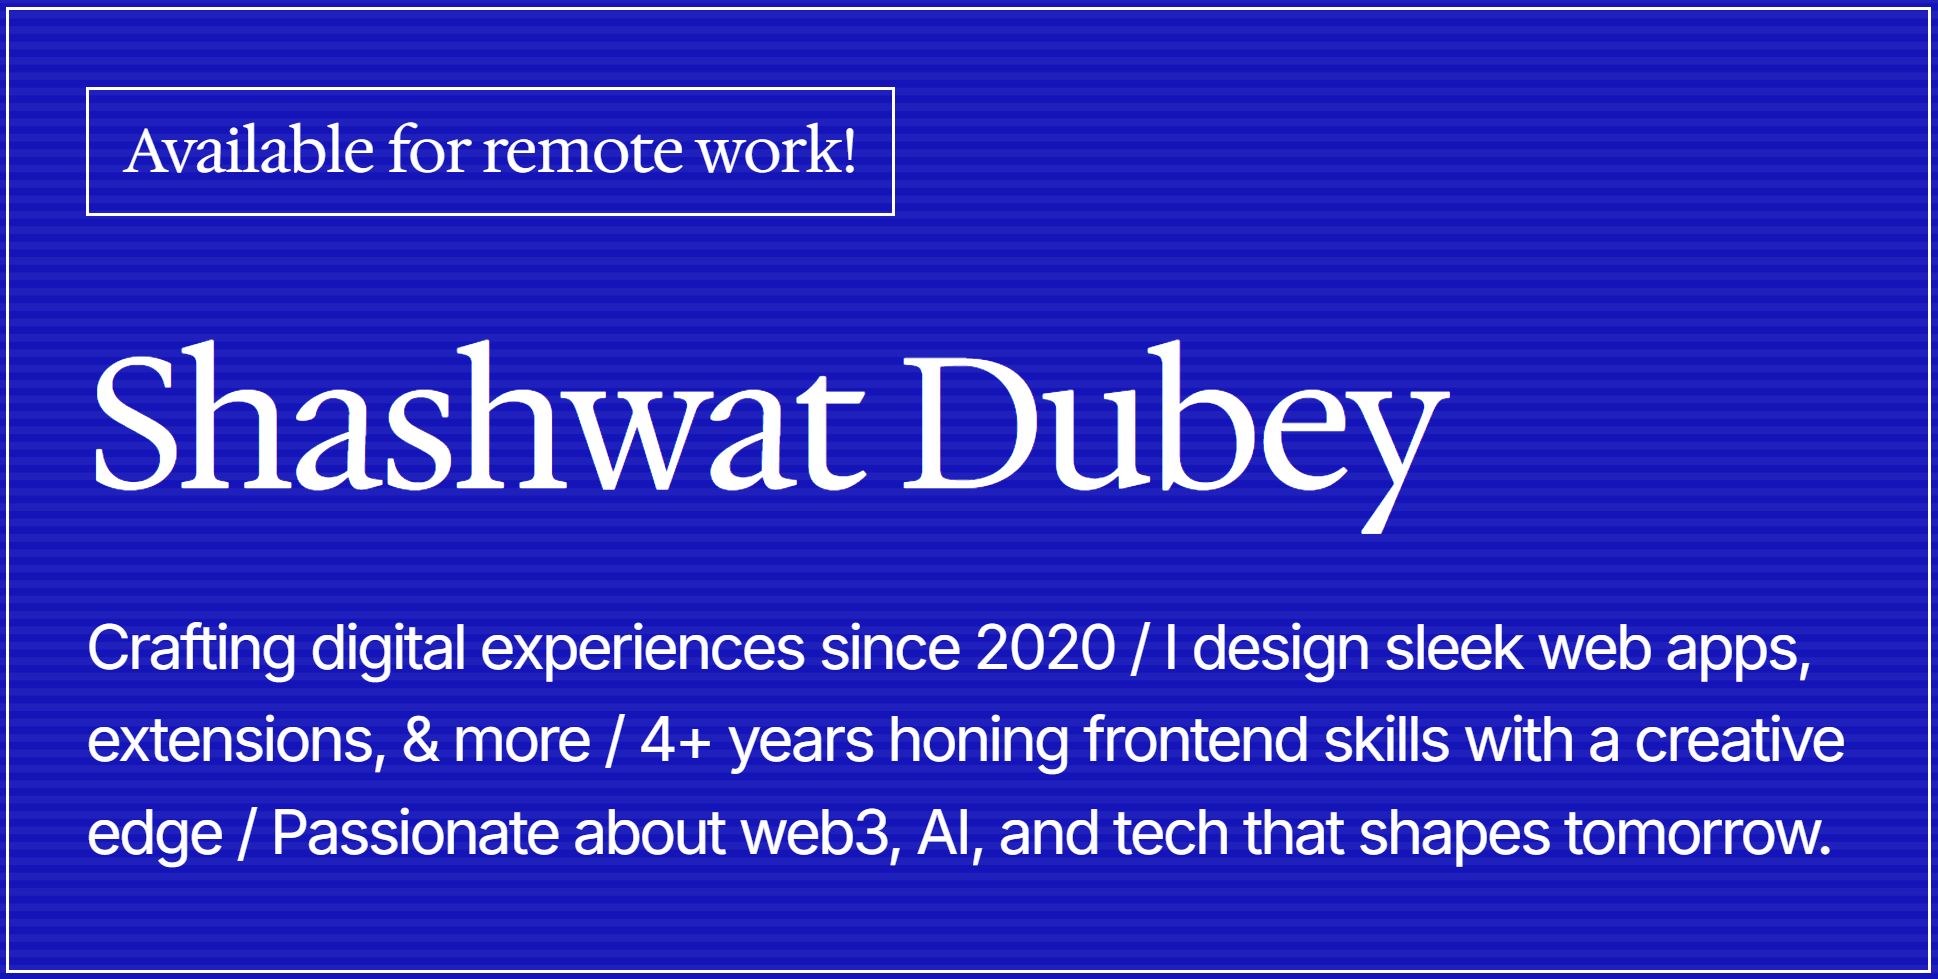 Available for remote work!
Shashwat Dubey
Crafting digital experiences since 2020 / I design sleek web apps,
extensions, & more / 4+ years honing frontend skills with a creative
edge / Passionate about web3, AI, and tech that shapes tomorrow.